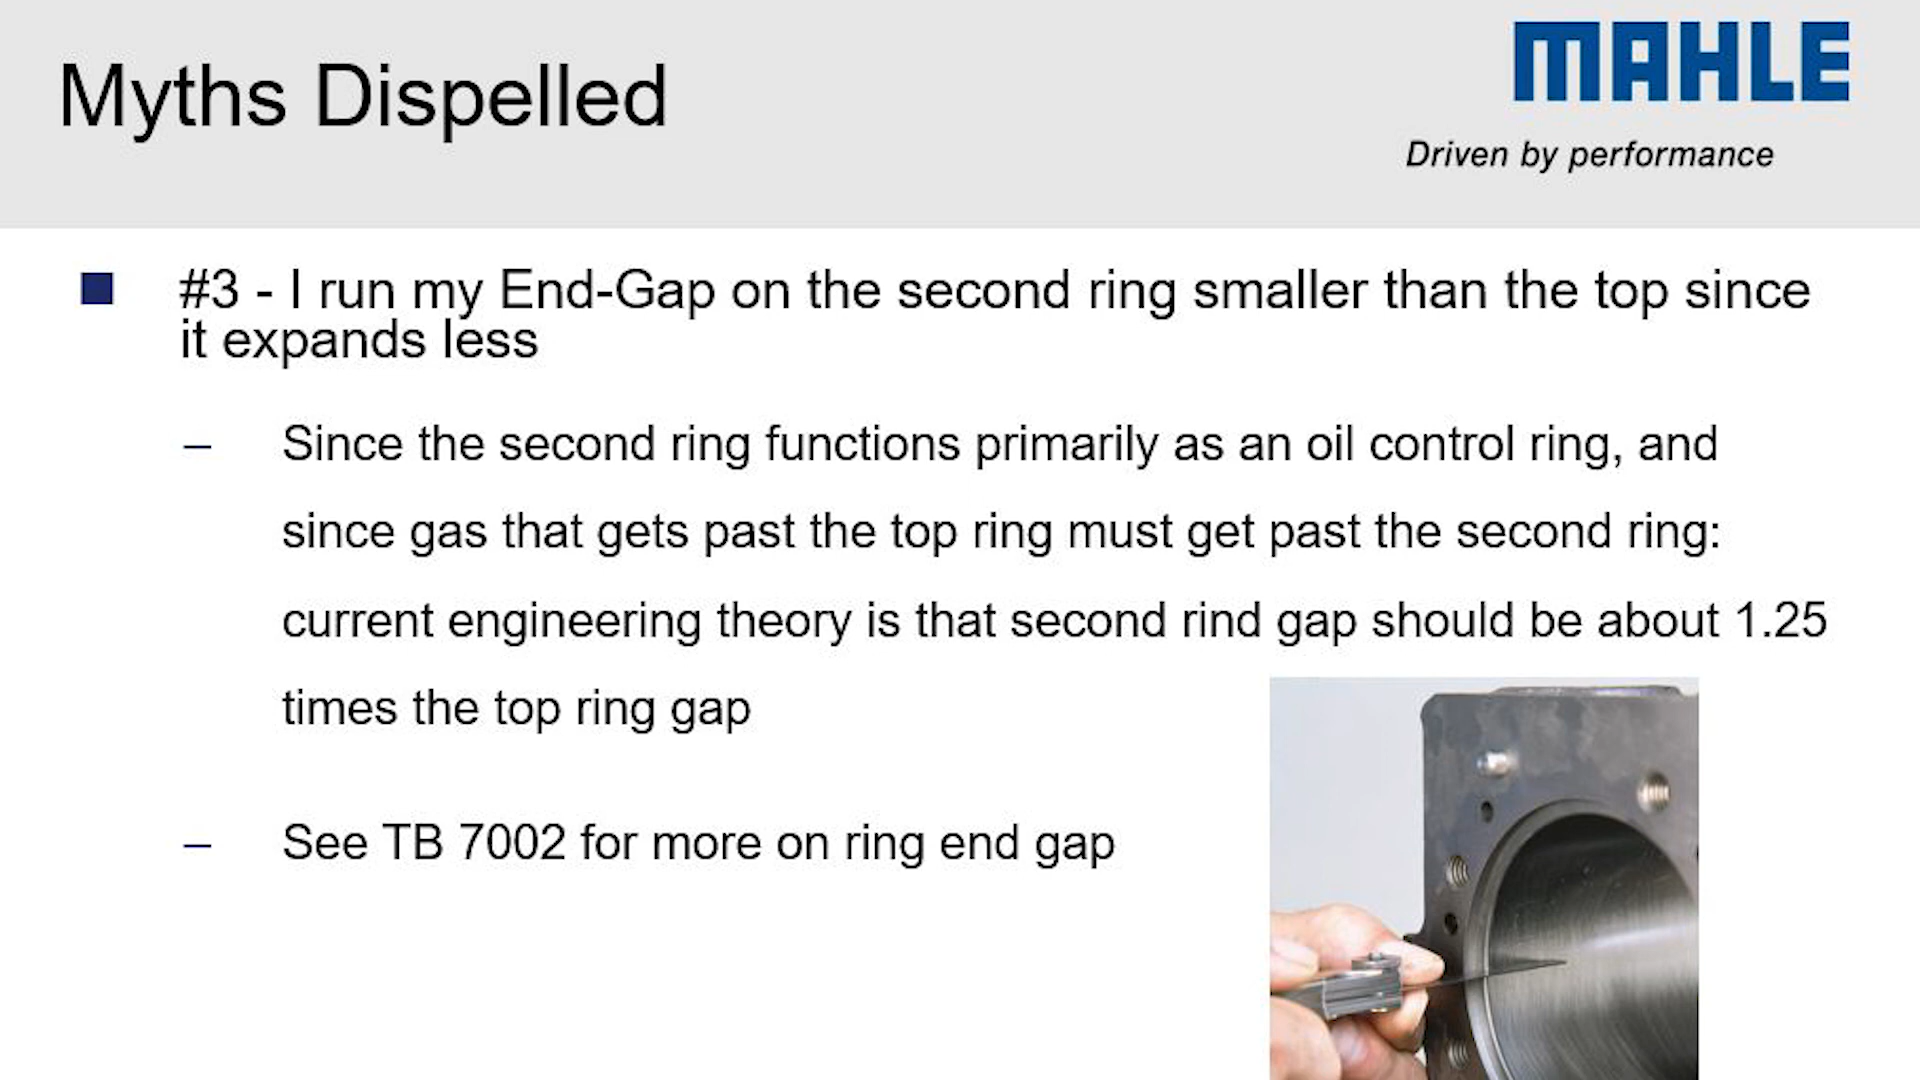 Myths Dispelled
MAHLE
Driven by performance
#3 - I run my End-Gap on the second ring smaller than the top since
it expands less
– Since the second ring functions primarily as an oil control ring, and
since gas that gets past the top ring must get past the second ring:
current engineering theory is that second rind gap should be about 1.25
times the top ring gap
– See TB 7002 for more on ring end gap